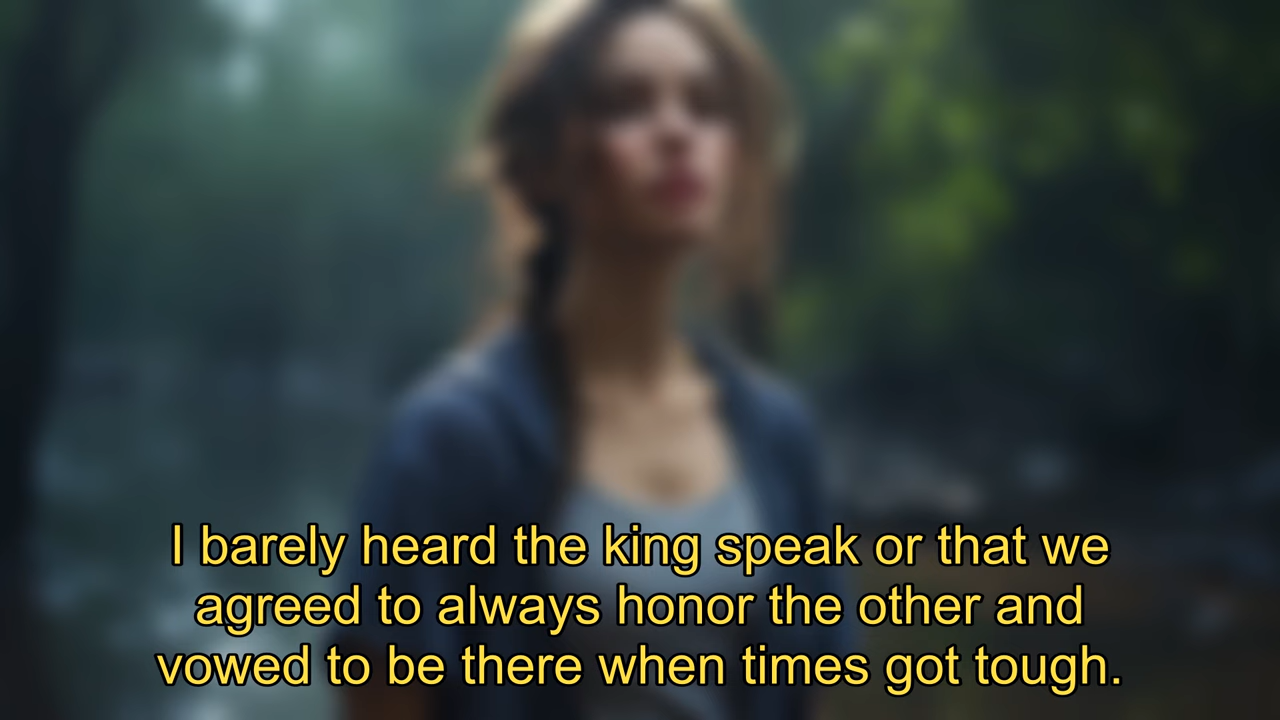 I barely heard the king speak or that we
agreed to always honor the other and
vowed to be there when times got tough.